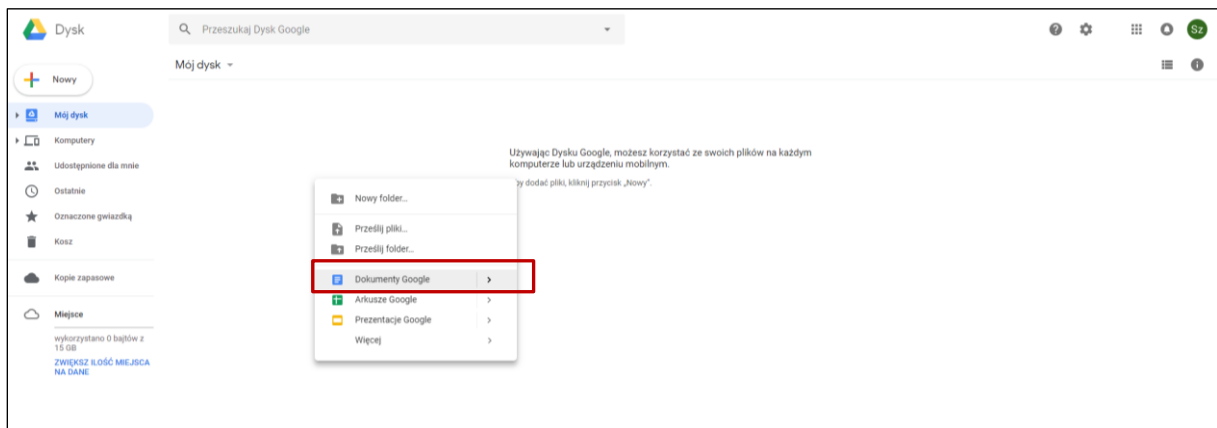 Dysk
Przeszukaj Dysk Google
Sz
Nowy
Mój dysk
Mój dysk
Komputery
Udostępnione dla mnie
Ostatnie
Oznaczone gwiazdką
Kosz
Kopie zapasowe
Miejsce
wykorzystano 0 bajtów z
15 GB
ZWIĘKSZ ILOŚĆ MIEJSCA
NA DANE
Używając Dysku Google, możesz korzystać ze swoich plików na każdym
komputerze lub urządzeniu mobilnym.
by dodać pliki, kliknij przycisk „Nowy”.
Nowy folder...
Prześlij pliki...
Prześlij folder...
Dokumenty Google
Arkusze Google
Prezentacje Google
Więcej